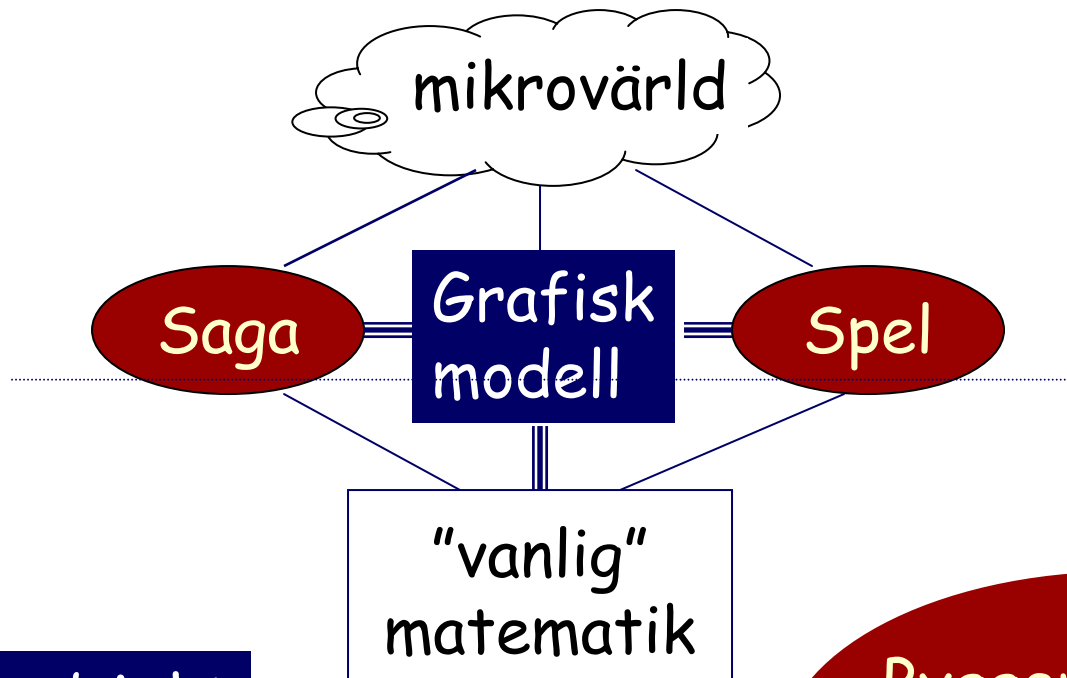 mikrovärld
Saga
Grafisk
modell
Spel
”vanlig”
matematik